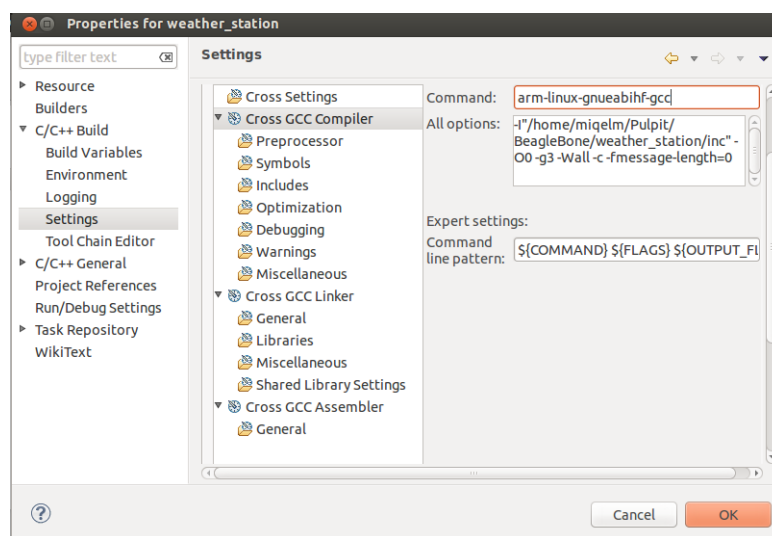 Properties for weather_station
type filter text
Settings
Resource
Builders
C/C++ Build
Build Variables
Environment
Logging
Settings
Tool Chain Editor
C/C++ General
Project References
Run/Debug Settings
Task Repository
WikiText
Cross Settings
Cross GCC Compiler
Preprocessor
Symbols
Includes
Optimization
Debugging
Warnings
Miscellaneous
Cross GCC Linker
General
Libraries
Miscellaneous
Shared Library Settings
Cross GCC Assembler
General
Command: arm-linux-gnueabihf-gcc
All options: -I"/home/miqelm/Pulpit/
BeagleBone/weather_station/inc" -
O0 -g3 -Wall -c -fmessage-length=0
Expert settings:
Command
line pattern: ${COMMAND} ${FLAGS} ${OUTPUT_FL
Cancel
OK